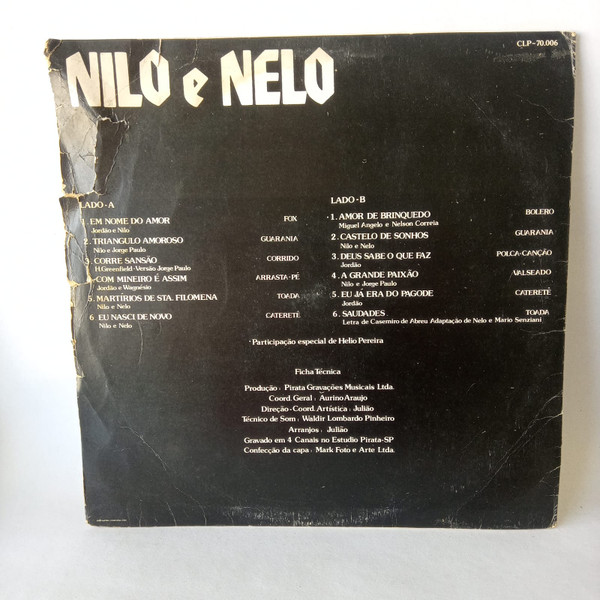 CLP-70.006
NILO e NELO
LADO-A
1. EM NOME DO AMOR FOX
Jordão e Nilo
2. TRIANGULO AMOROSO GUARANIA
Nilo e Jorge Paulo
3. CORRE SANSÃO CORRIDO
H.Greenfield-Versão Jorge Paulo
COM MINEIRO É ASSIM ARRASTA-PÉ
Jordão e Wagnésio
5. MARTÍRIOS DE STA. FILOMENA TOADA
Nilo e Nelo
6 EU NASCI DE NOVO CATERETÊ
Nilo e Nelo
LADO-B
1. AMOR DE BRINQUEDO BOLERO
Miguel Angelo e Nelson Correia
2. CASTELO DE SONHOS GUARANIA
Nilo e Nelo
3. DEUS SABE O QUE FAZ POLCA-CANÇÃO
Jordão
4. A GRANDE PAIXÃO VALSEADO
Nilo e Jorge Paulo
5. EU JÁ ERA DO PAGODE CATERETÊ
Jordão
6. SAUDADES TOADA
Letra de Casemiro de Abreu Adaptação de Nelo e Mario Senziani
Participação especial de Helio Pereira
Ficha Técnica
Produção: Pirata Gravações Musicais Ltda.
Coord. Geral: Aurino Araujo
Direção-Coord. Artística: Julião
Técnico de Som: Waldir Lombardo Pinheiro
Arranjos: Julião
Gravado em 4 Canais no Estudio Pirata-SP
Confecção da capa: Mark Foto e Arte Ltda.